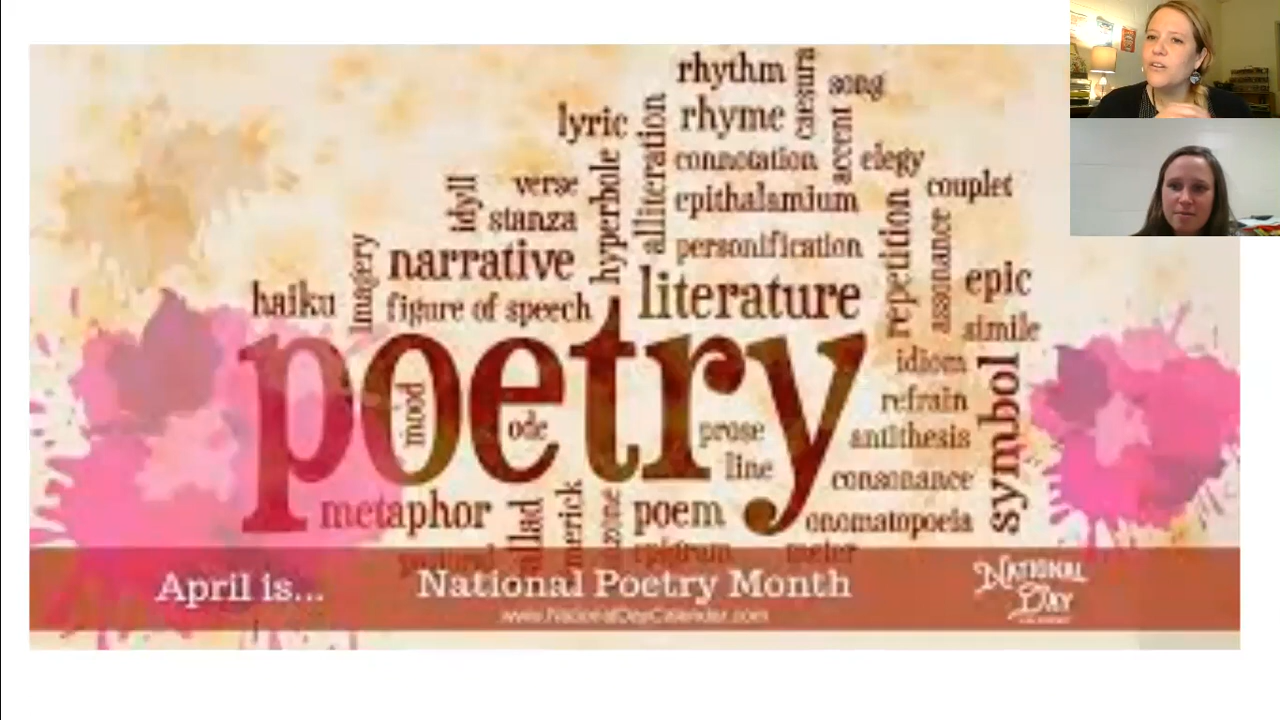 rhythm
caesura
song
lyric
alliteration
rhyme
accent
connotation
elegy
idyll
verse
hyperbole
epithalamium
couplet
stanza
repetition
assonance
imagery
narrative
personification
epic
haiku
figure of speech
literature
simile
poetry
mood
ode
prose
line
idiom
symbol
refrain
antithesis
consonance
metaphor
poem
onomatopoeia
epigram
meter
April is...
National Poetry Month
www.NationalDayCalendar.com
NATIONAL
DAY